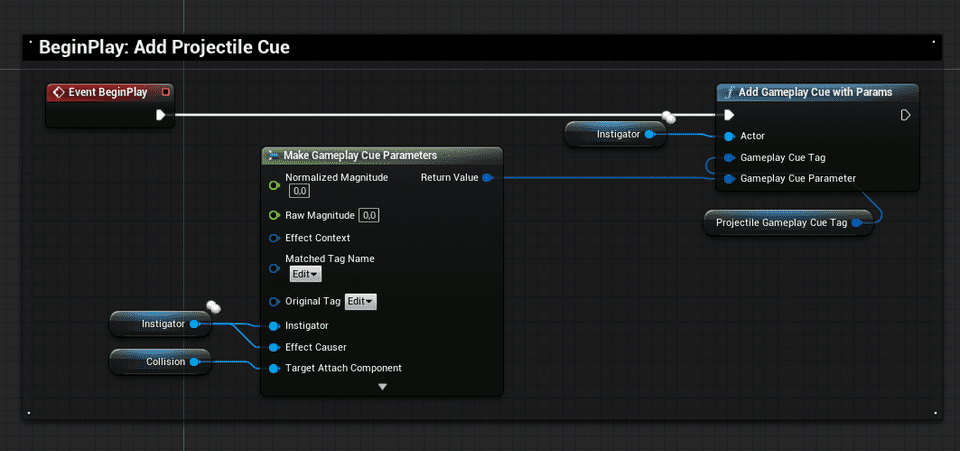 BeginPlay: Add Projectile Cue
Event BeginPlay
f Add Gameplay Cue with Params
Instigator
Actor
Gameplay Cue Tag
Gameplay Cue Parameter
Projectile Gameplay Cue Tag
Make Gameplay Cue Parameters
Normalized Magnitude
0,0
Return Value
Raw Magnitude 0,0
Effect Context
Matched Tag Name
Edit
Original Tag Edit
Instigator
Instigator
Effect Causer
Collision
Target Attach Component